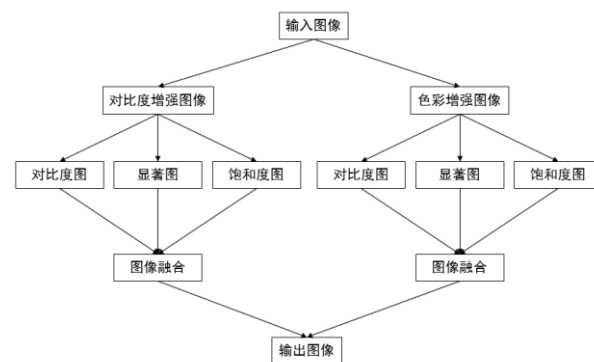 输入图像
对比度增强图像
色彩增强图像
对比度图
显著图
饱和度图
对比度图
显著图
饱和度图
图像融合
图像融合
输出图像